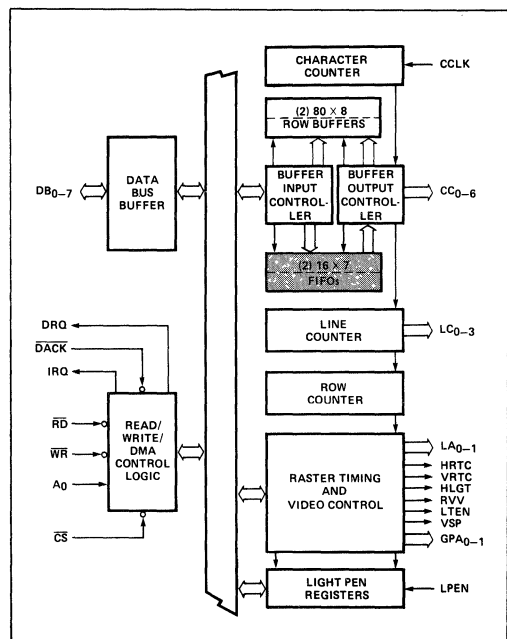 CHARACTER
COUNTER
CCLK
(2) 80 × 8
ROW BUFFERS
DB0–7
DATA
BUS
BUFFER
BUFFER
INPUT
CONTROL-
LER
BUFFER
OUTPUT
CONTROL-
LER
CC0–6
(2) 16 × 7
FIFOs
DRQ
DACK
IRQ
RD
WR
A0
CS
READ/
WRITE/
DMA
CONTROL
LOGIC
LINE
COUNTER
LC0–3
ROW
COUNTER
RASTER TIMING
AND
VIDEO CONTROL
LA0–1
HRTC
VRTC
HLGT
RVV
LTEN
VSP
GPA0–1
LIGHT PEN
REGISTERS
LPEN